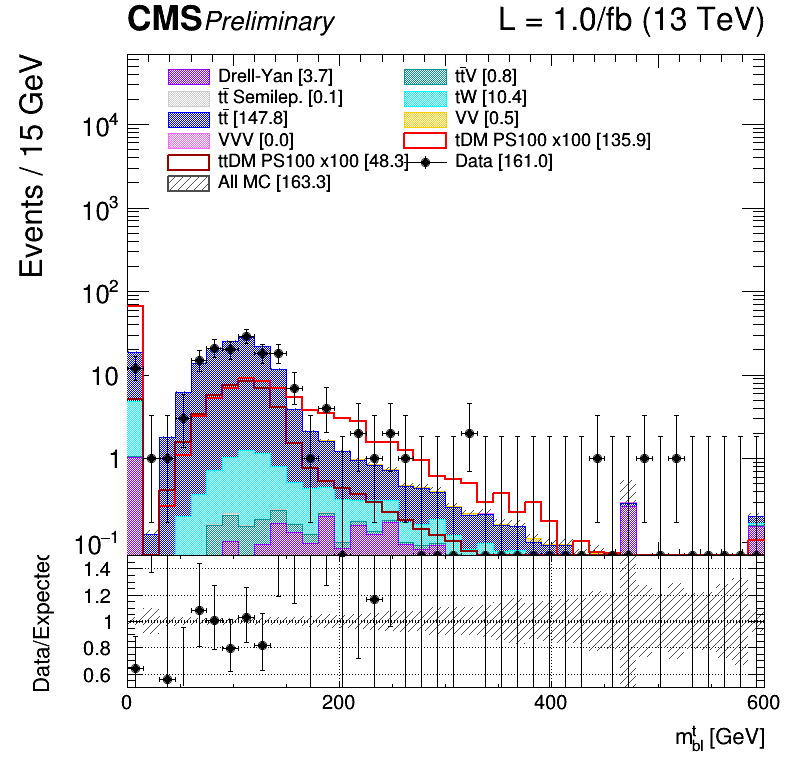 CMS Preliminary L = 1.0/fb (13 TeV)
Events / 15 GeV
Drell-Yan [3.7] tt̄V [0.8]
tt̄ Semilep. [0.1] tW [10.4]
tt̄ [147.8] VV [0.5]
VVV [0.0] tDM PS100 x100 [135.9]
ttDM PS100 x100 [48.3] Data [161.0]
All MC [163.3]
10⁴
10³
10²
10
1
10⁻¹
Data/Expected
1.4
1.2
1
0.8
0.6
0 200 400 600
m^t_bl [GeV]